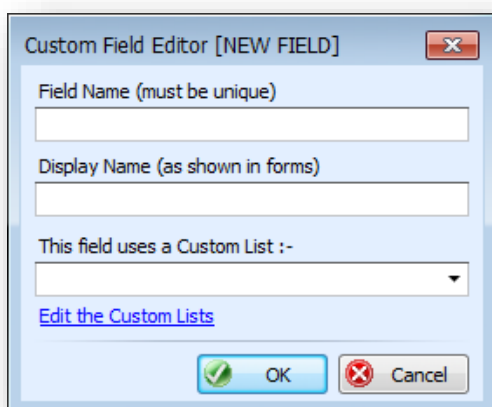 Custom Field Editor [NEW FIELD]
Field Name (must be unique)
Display Name (as shown in forms)
This field uses a Custom List :-
Edit the Custom Lists
OK
Cancel